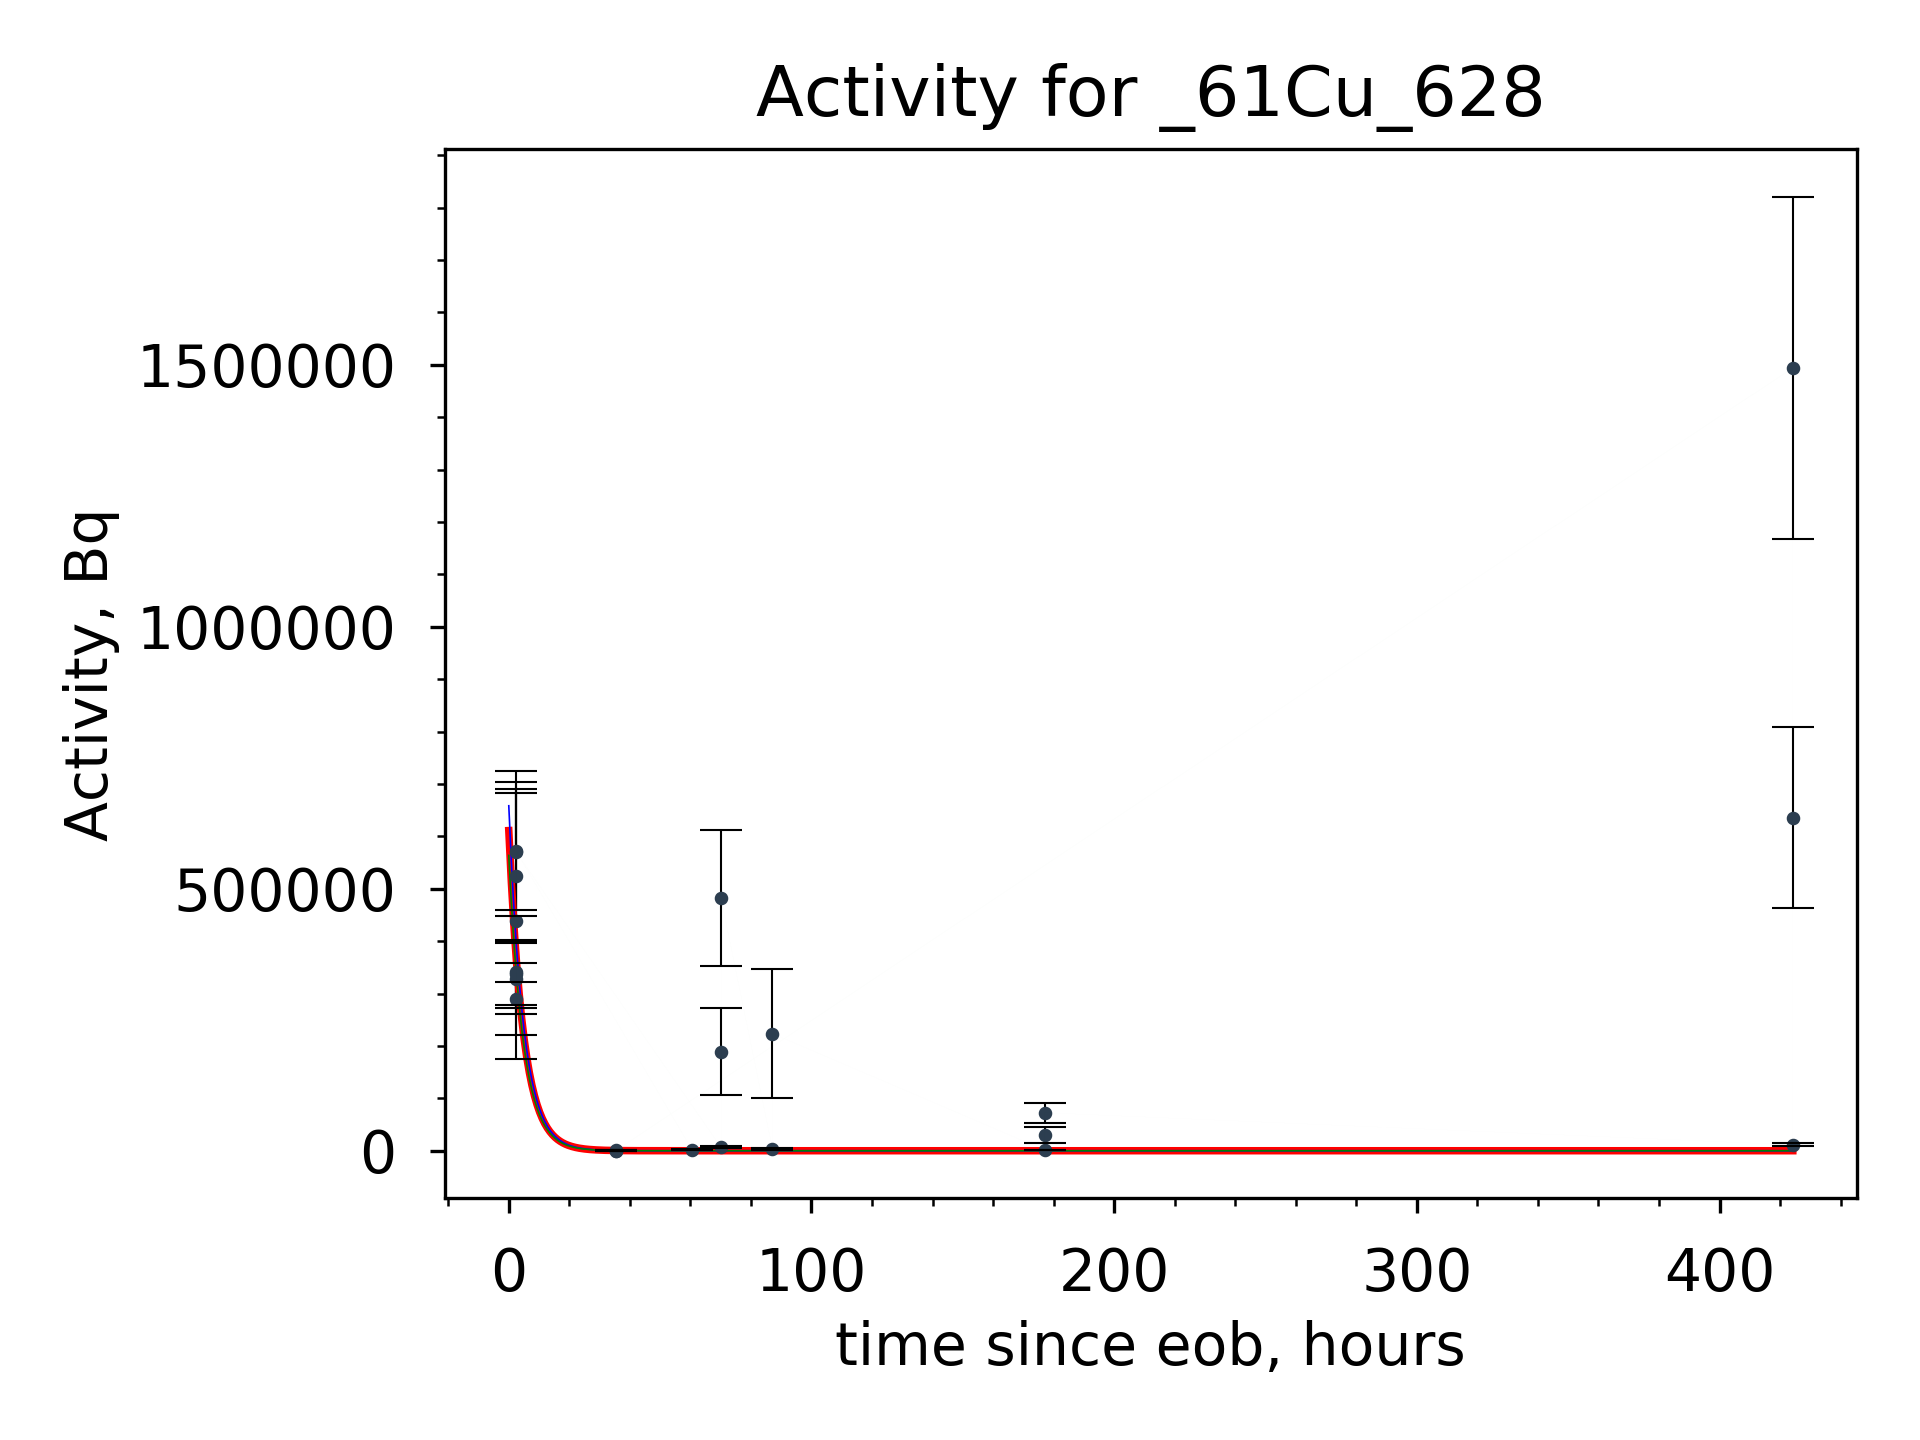 Activity for _61Cu_628
Activity, Bq
1500000
1000000
500000
0
0 100 200 300 400
time since eob, hours